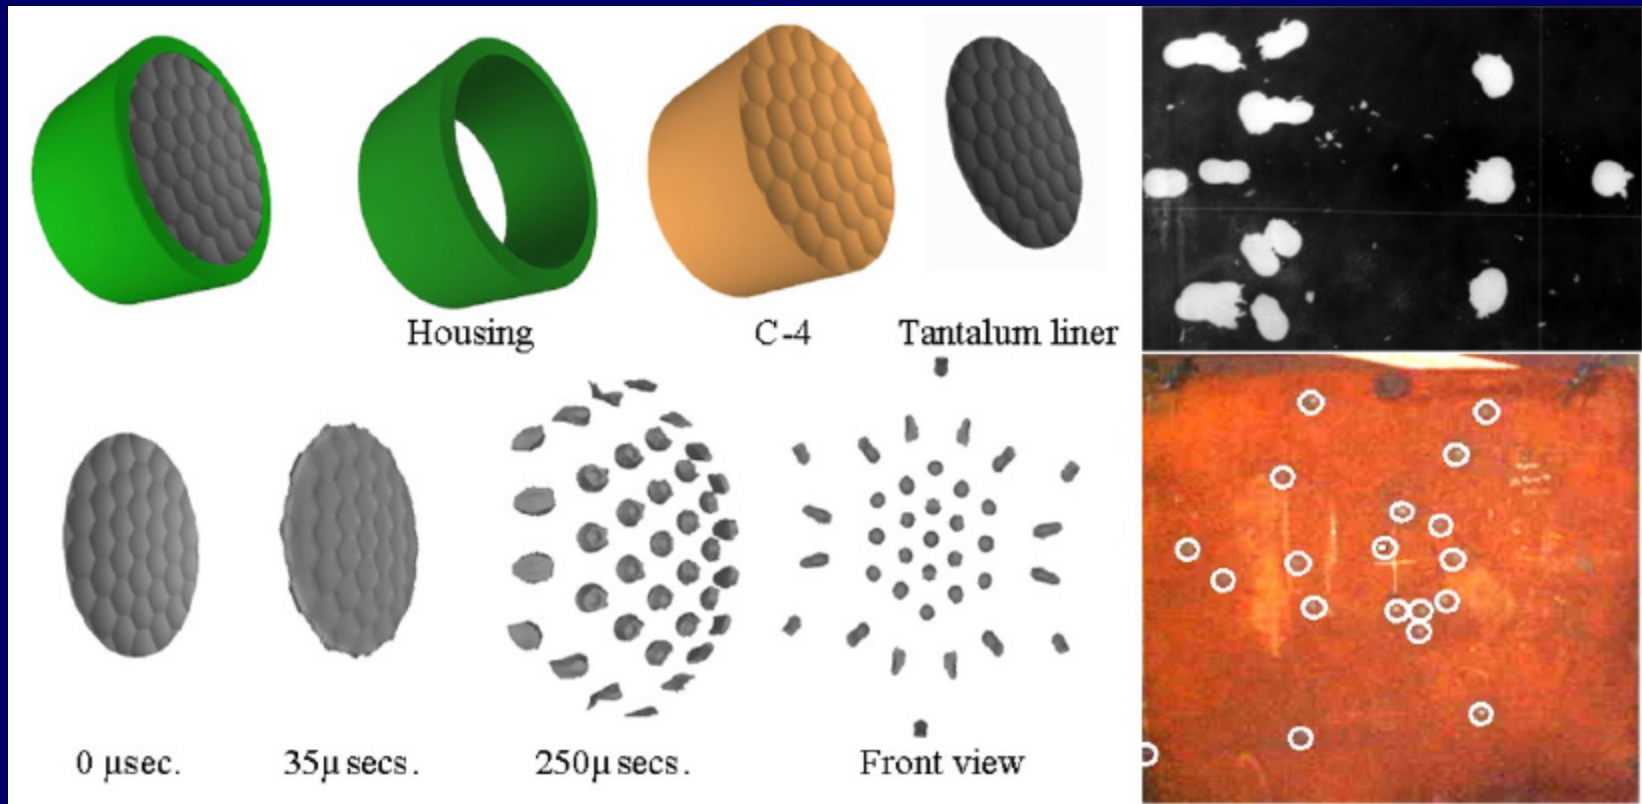 Housing
C-4
Tantalum liner
0 µsec.
35µ secs.
250µ secs.
Front view